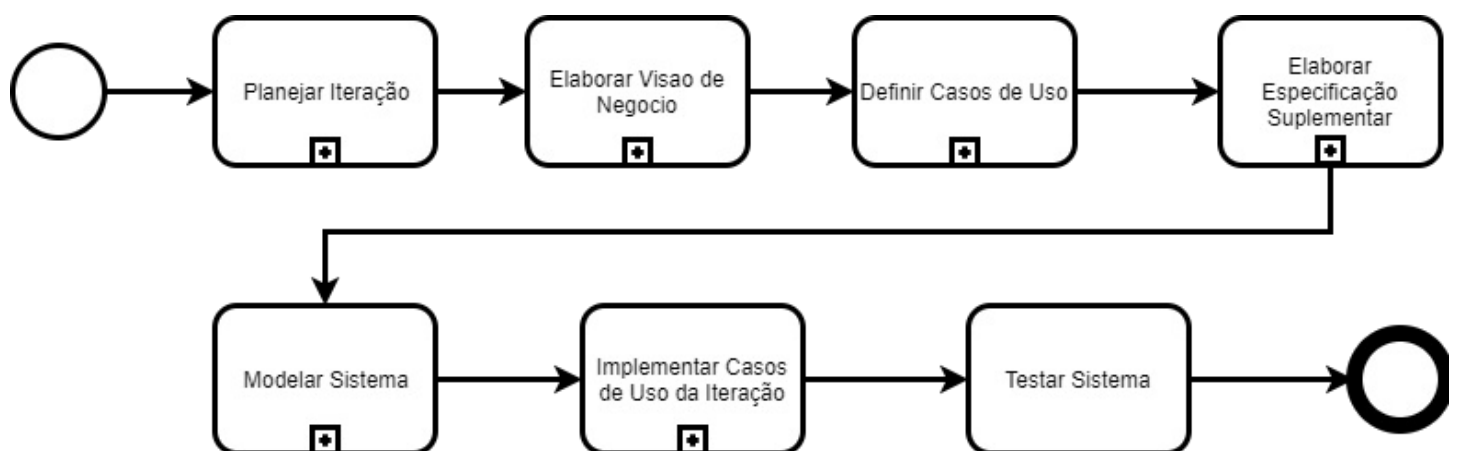 Planejar Iteração
Elaborar Visao de
Negocio
Definir Casos de Uso
Elaborar
Especificação
Suplementar
Modelar Sistema
Implementar Casos
de Uso da Iteração
Testar Sistema